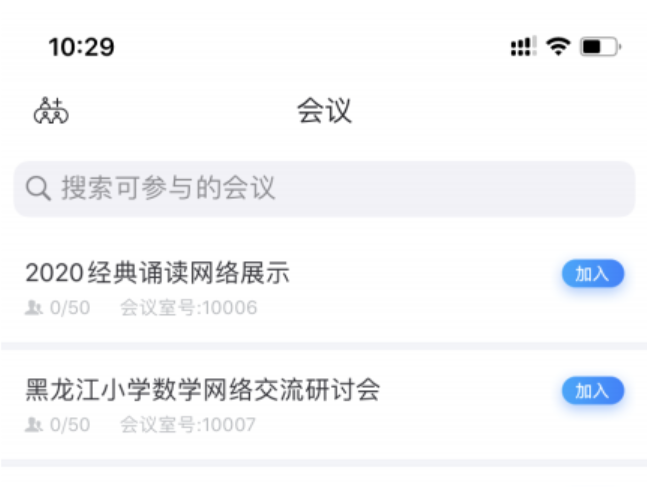 10:29
会议
搜索可参与的会议
2020经典诵读网络展示
加入
0/50 会议室号:10006
黑龙江小学数学网络交流研讨会
加入
0/50 会议室号:10007